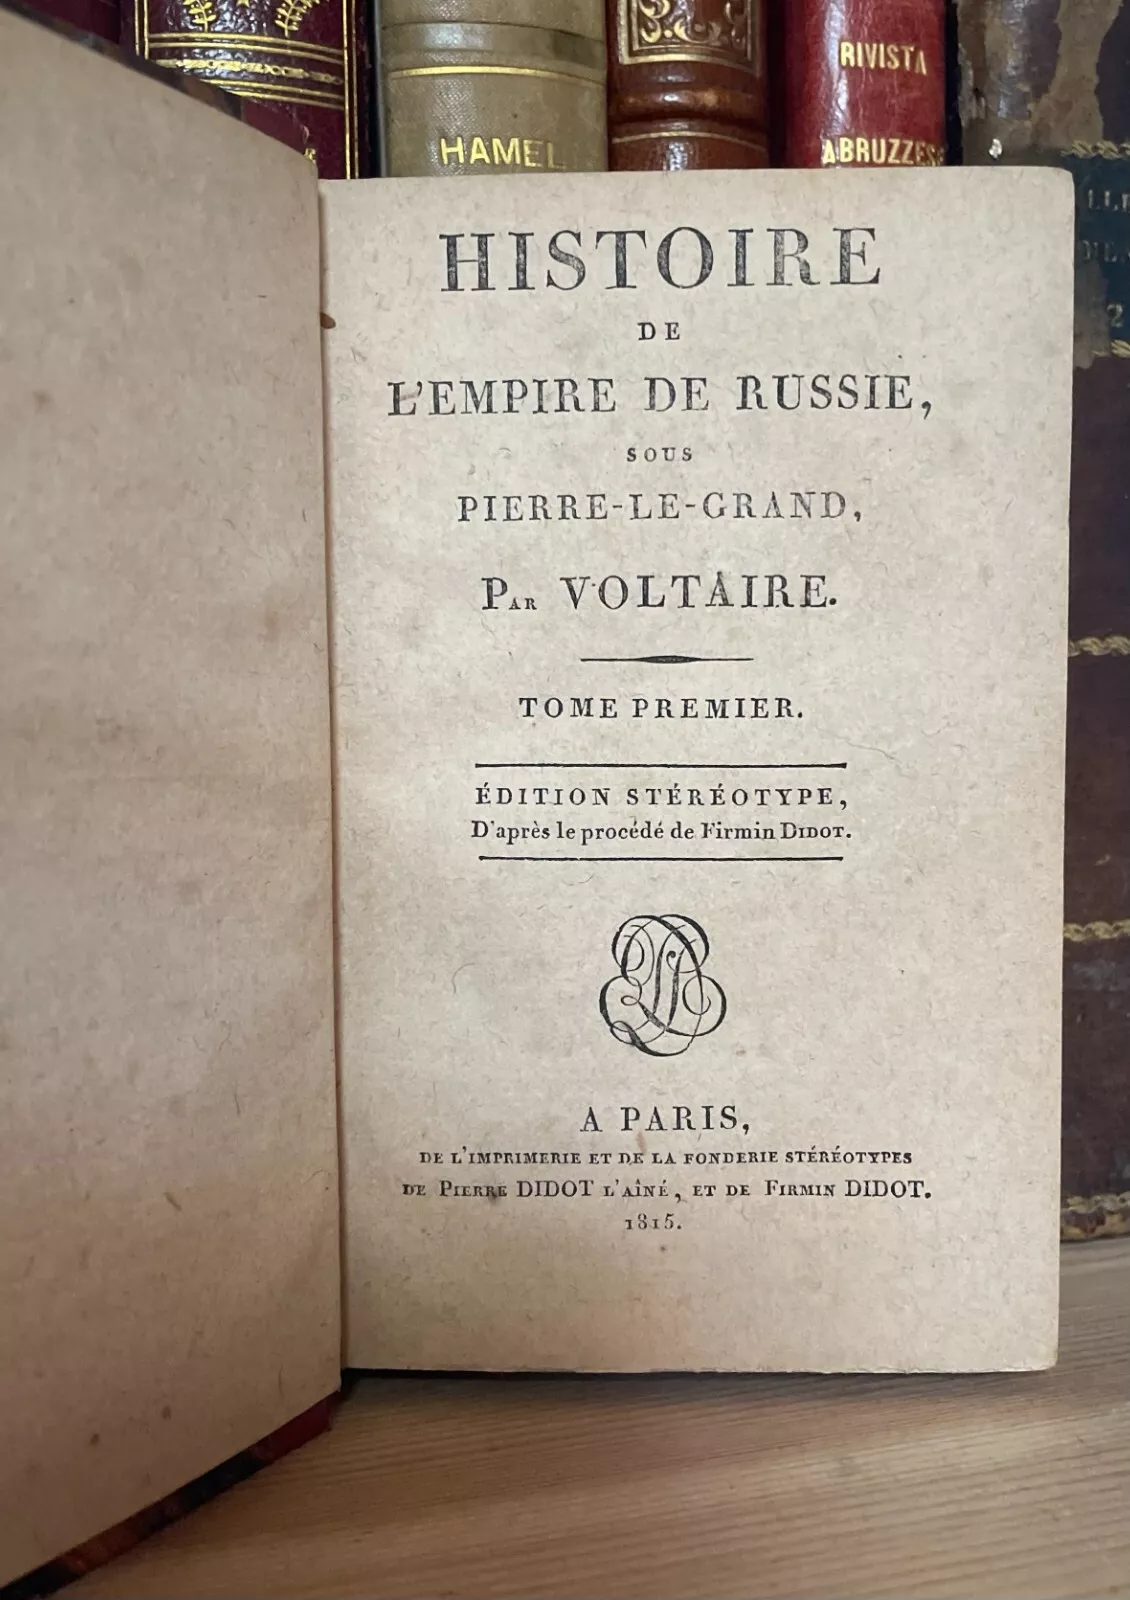 HAMEL
RIVISTA
ABRUZZESE
HISTOIRE
DE
L'EMPIRE DE RUSSIE,
SOUS
PIERRE-LE-GRAND,
PAR VOLTAIRE.
TOME PREMIER.
ÉDITION STÉRÉOTYPE,
D'après le procédé de Firmin DIDOT.
A PARIS,
DE L'IMPRIMERIE ET DE LA FONDERIE STÉRÉOTYPES
DE PIERRE DIDOT L'AÎNÉ, ET DE FIRMIN DIDOT.
1815.